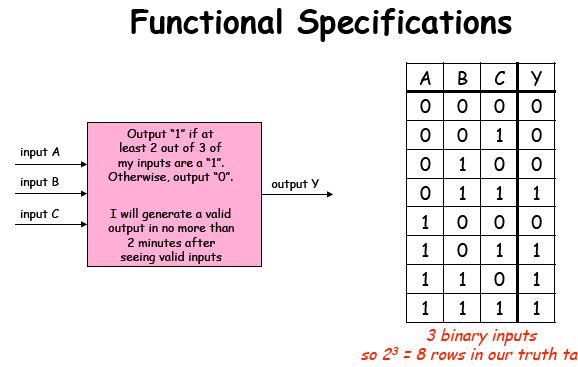 Functional Specifications
input A
input B
input C
Output “1” if at
least 2 out of 3 of
my inputs are a “1”.
Otherwise, output “0”.
I will generate a valid
output in no more than
2 minutes after
seeing valid inputs
output Y
A B C Y
0 0 0 0
0 0 1 0
0 1 0 0
0 1 1 1
1 0 0 0
1 0 1 1
1 1 0 1
1 1 1 1
3 binary inputs
so 2³ = 8 rows in our truth ta